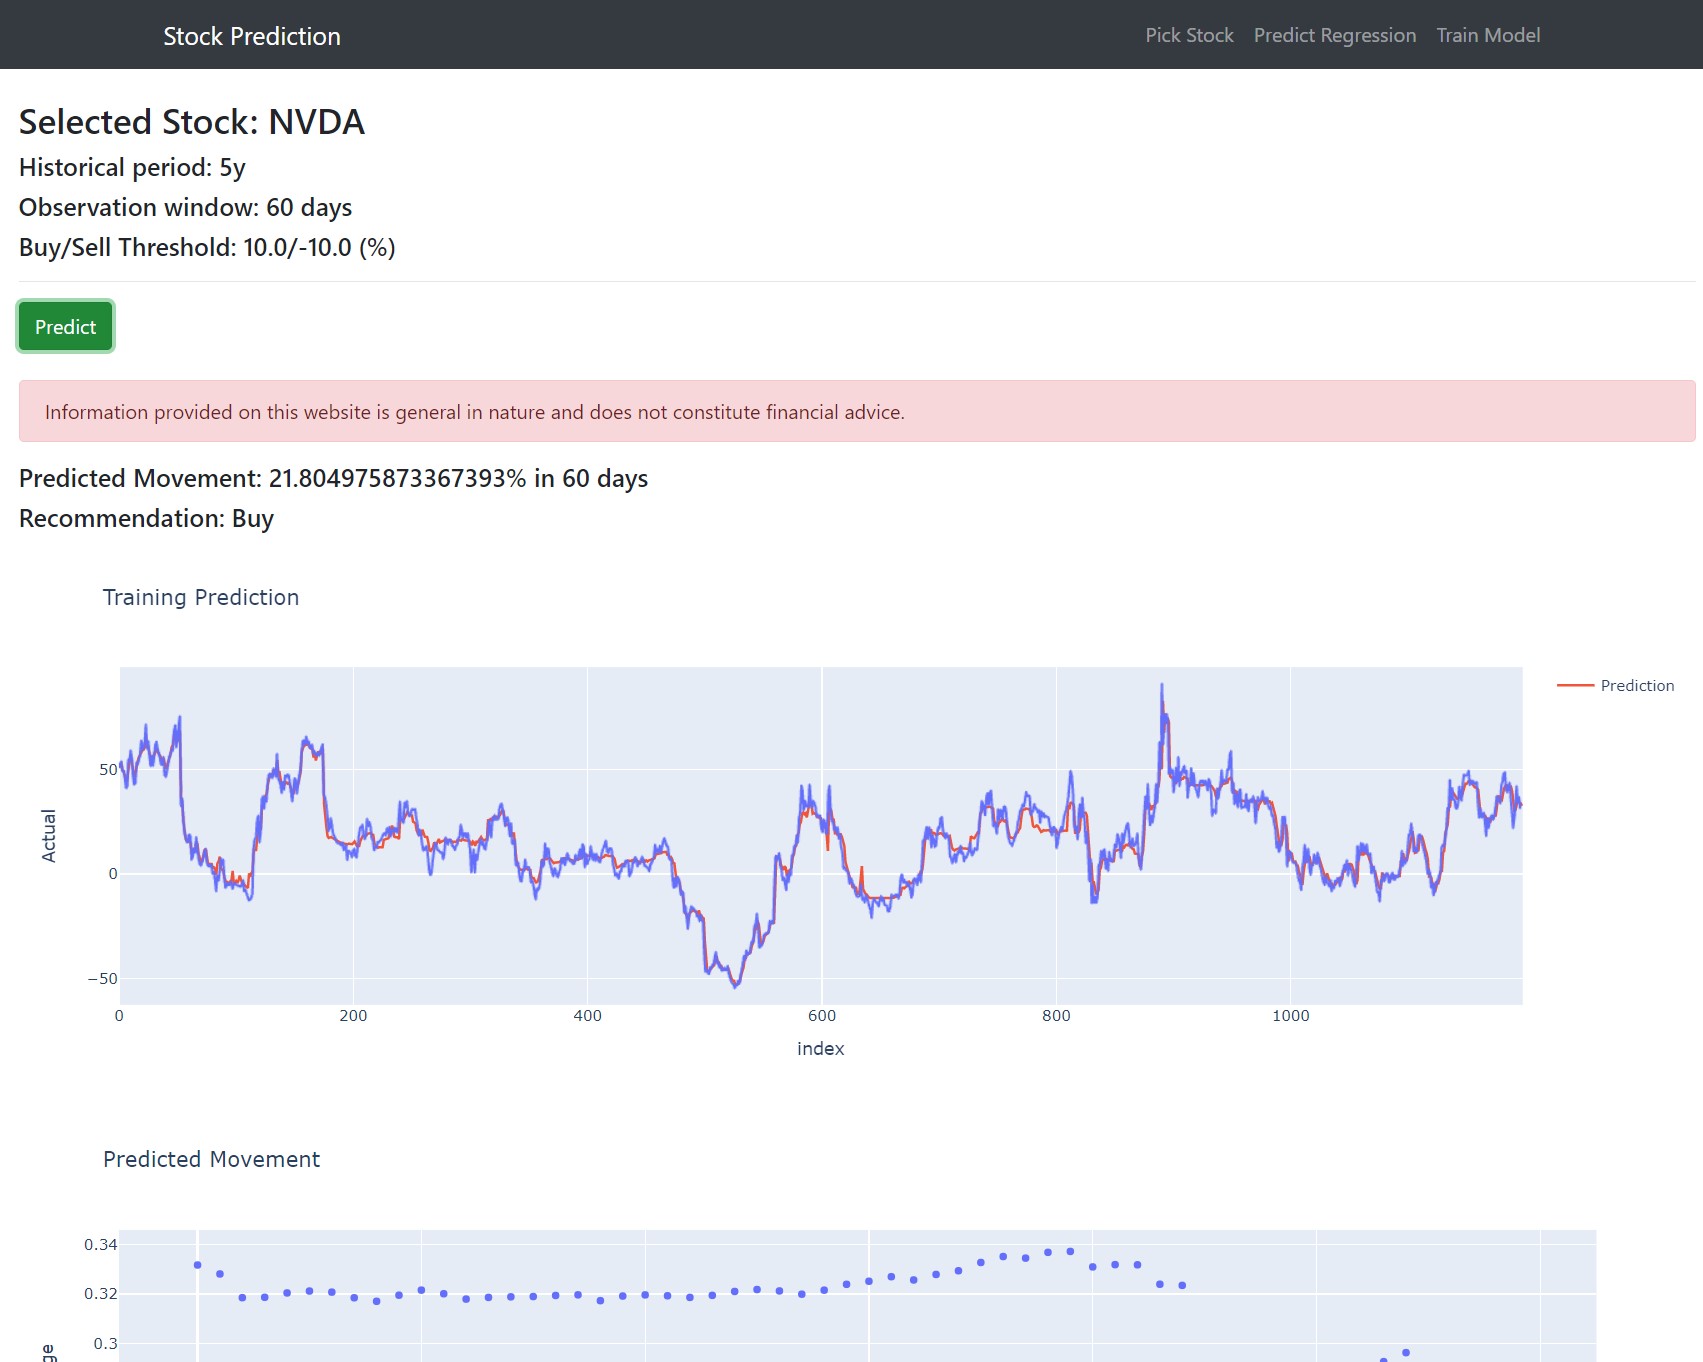 Stock Prediction
Pick Stock Predict Regression Train Model
Selected Stock: NVDA
Historical period: 5y
Observation window: 60 days
Buy/Sell Threshold: 10.0/-10.0 (%)
Predict
Information provided on this website is general in nature and does not constitute financial advice.
Predicted Movement: 21.804975873367393% in 60 days
Recommendation: Buy
Training Prediction
Prediction
50
0
−50
Actual
0 200 400 600 800 1000
index
Predicted Movement
0.34
0.32
0.3